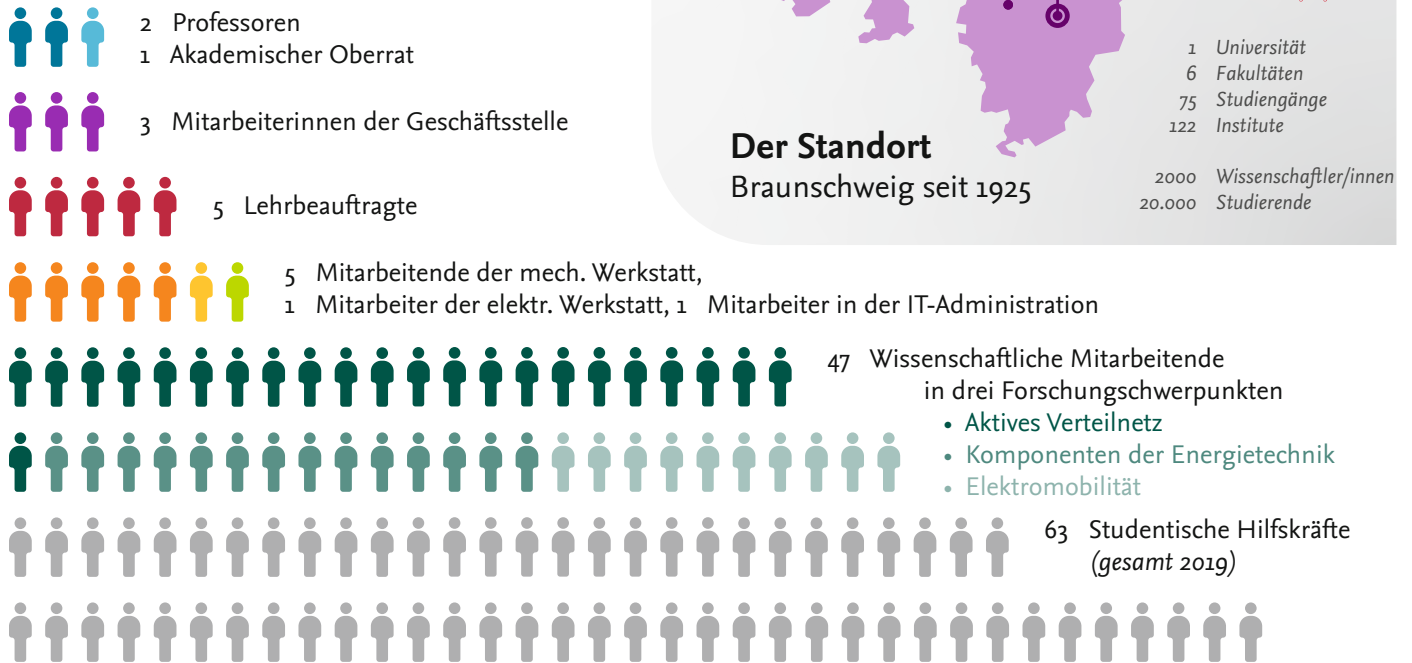 2 Professoren
1 Akademischer Oberrat
3 Mitarbeiterinnen der Geschäftsstelle
5 Lehrbeauftragte
5 Mitarbeitende der mech. Werkstatt,
1 Mitarbeiter der elektr. Werkstatt, 1 Mitarbeiter in der IT-Administration
47 Wissenschaftliche Mitarbeitende
in drei Forschungschwerpunkten
• Aktives Verteilnetz
• Komponenten der Energietechnik
• Elektromobilität
63 Studentische Hilfskräfte
(gesamt 2019)
Der Standort
Braunschweig seit 1925
1 Universität
6 Fakultäten
75 Studiengänge
122 Institute
2000 Wissenschaftler/innen
20.000 Studierende